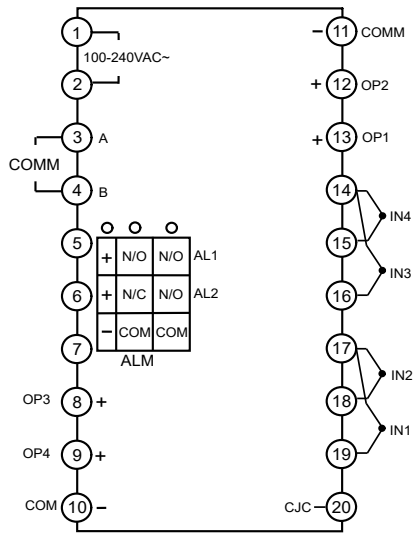 1 11 − COMM
100-240VAC~
2 + 12 OP2
3 A + 13 OP1
COMM
4 B 14
IN4
5 15
+ N/O N/O AL1
IN3
6 + N/C N/O AL2 16
− COM COM
7 17
ALM
IN2
OP3 8 + 18
IN1
OP4 9 + 19
COM 10 − CJC 20